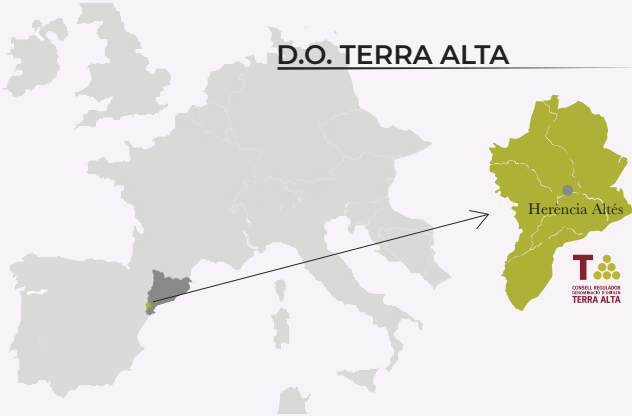 D.O. TERRA ALTA
Herència Altés
T
CONSELL REGULADOR
DENOMINACIÓ D'ORIGEN
TERRA ALTA